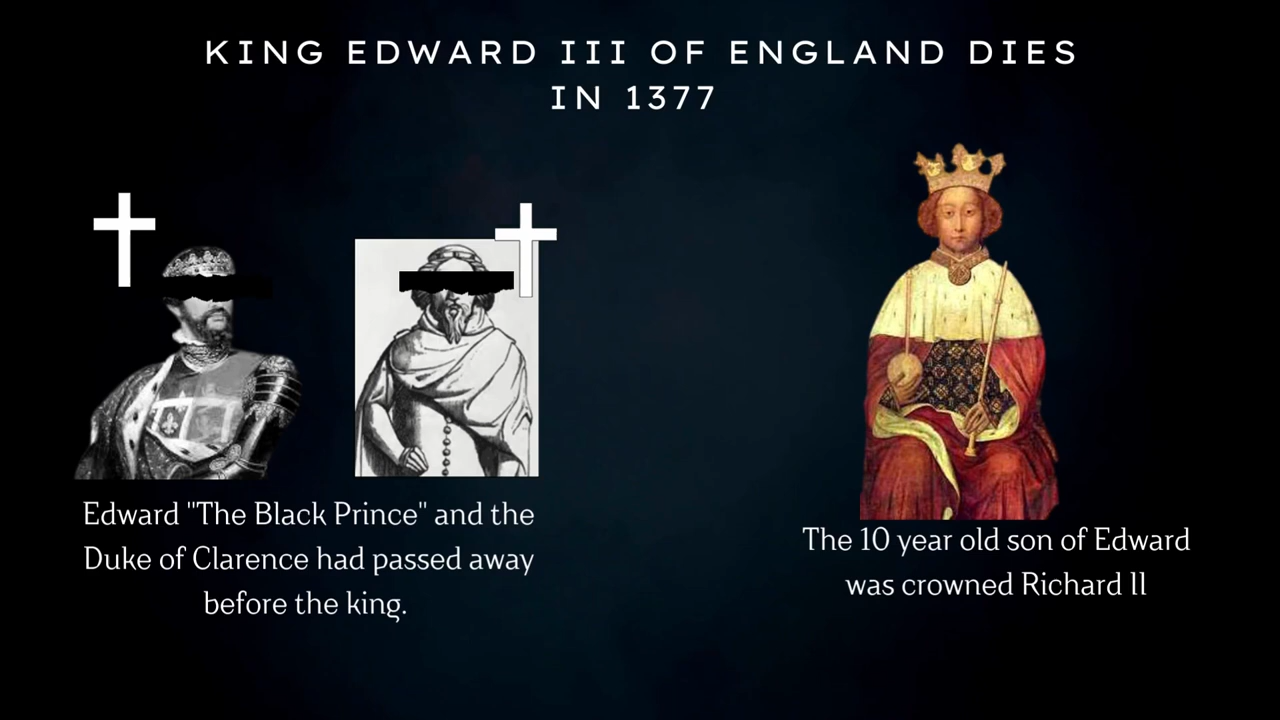 KING EDWARD III OF ENGLAND DIES
IN 1377
Edward "The Black Prince" and the
Duke of Clarence had passed away
before the king.
The 10 year old son of Edward
was crowned Richard ll